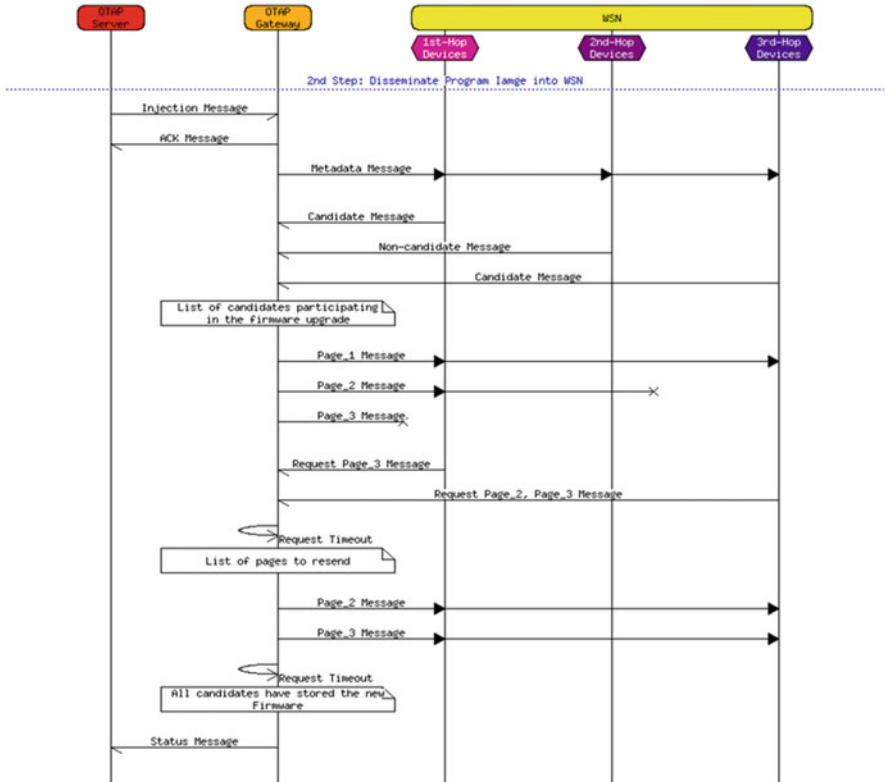 OTAP
Server
OTAP
Gateway
WSN
1st-Hop
Devices
2nd-Hop
Devices
3rd-Hop
Devices
2nd Step: Disseminate Program Iamge into WSN
Injection Message
ACK Message
Metadata Message
Candidate Message
Non-candidate Message
Candidate Message
List of candidates participating
in the firmware upgrade
Page_1 Message
Page_2 Message
Page_3 Message
Request Page_3 Message
Request Page_2, Page_3 Message
Request Timeout
List of pages to resend
Page_2 Message
Page_3 Message
Request Timeout
All candidates have stored the new
Firmware
Status Message